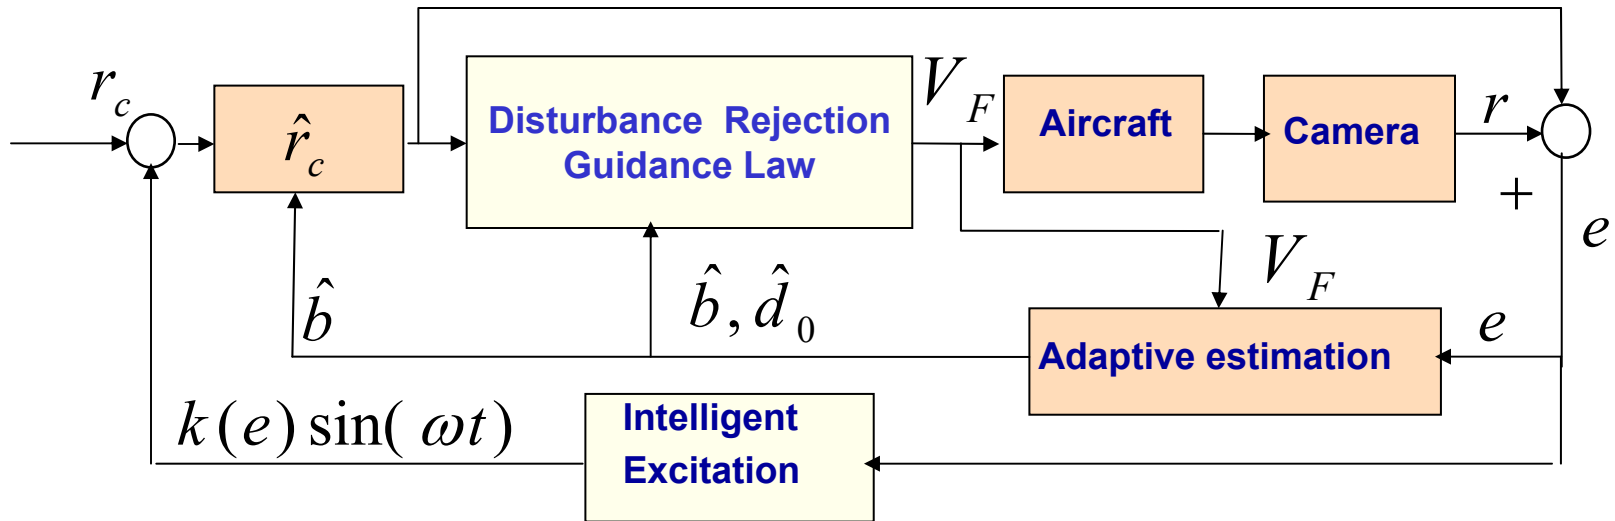 r_c
r̂_c
Disturbance Rejection
Guidance Law
V_F
Aircraft
Camera
r
+
e
b̂
b̂, d̂_0
V_F
Adaptive estimation
e
k(e) sin( ωt)
Intelligent
Excitation